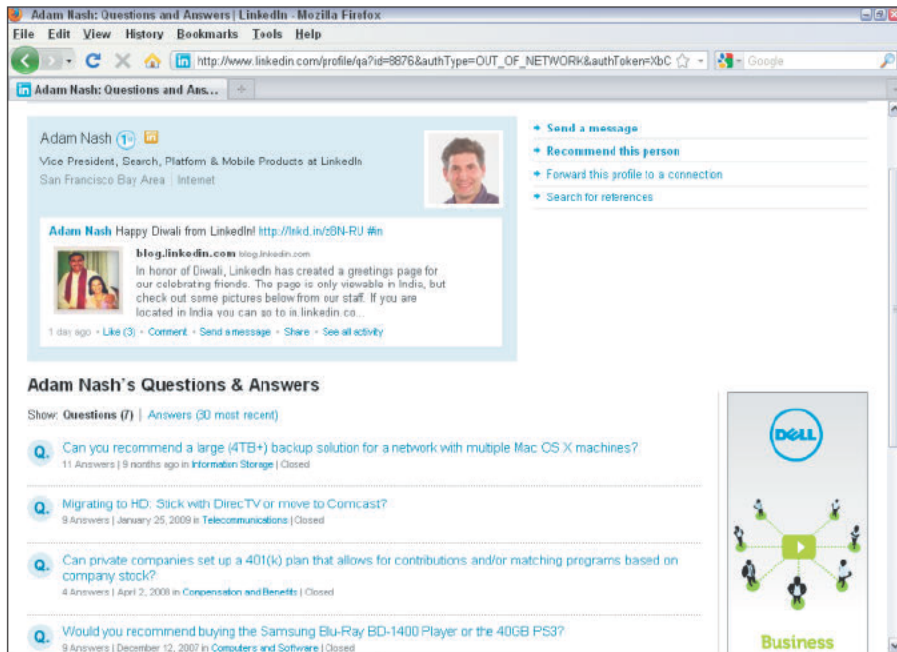 Adam Nash: Questions and Answers | LinkedIn - Mozilla Firefox
File Edit View History Bookmarks Tools Help
http://www.linkedin.com/profile/qa?id=8876&authType=OUT_OF_NETWORK&authToken=XbC
Google
Adam Nash: Questions and Ans...
Adam Nash 1st in
Vice President, Search, Platform & Mobile Products at LinkedIn
San Francisco Bay Area | Internet
Send a message
Recommend this person
Forward this profile to a connection
Search for references
Adam Nash Happy Diwali from LinkedIn! http://lnkd.in/z8N-RU #in
blog.linkedin.com blog.linkedin.com
In honor of Diwali, LinkedIn has created a greetings page for
our celebrating friends. The page is only viewable in India, but
check out some pictures below from our staff. If you are
located in India you can go to in.linkedin.co...
1 day ago • Like (3) • Comment • Send a message • Share • See all activity
Adam Nash's Questions & Answers
Show: Questions (7) | Answers (30 most recent)
Q. Can you recommend a large (4TB+) backup solution for a network with multiple Mac OS X machines?
11 Answers | 9 months ago in Information Storage | Closed
Q. Migrating to HD: Stick with DirecTV or move to Comcast?
9 Answers | January 25, 2009 in Telecommunications | Closed
Q. Can private companies set up a 401(k) plan that allows for contributions and/or matching programs based on
company stock?
4 Answers | April 2, 2008 in Compensation and Benefits | Closed
Q. Would you recommend buying the Samsung Blu-Ray BD-1400 Player or the 40GB PS3?
9 Answers | December 12, 2007 in Computers and Software | Closed
DELL
Business